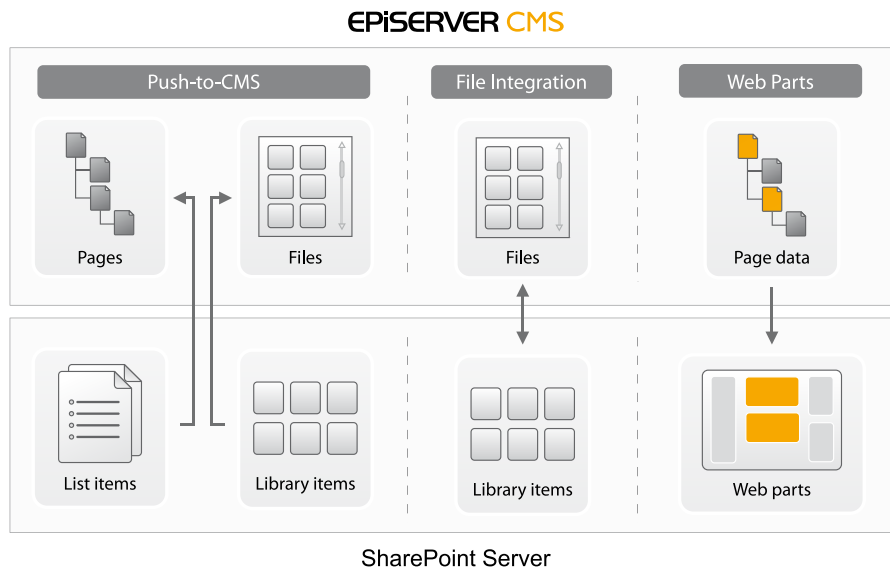 EPiSERVER CMS
Push-to-CMS
File Integration
Web Parts
Pages
Files
Files
Page data
List items
Library items
Library items
Web parts
SharePoint Server